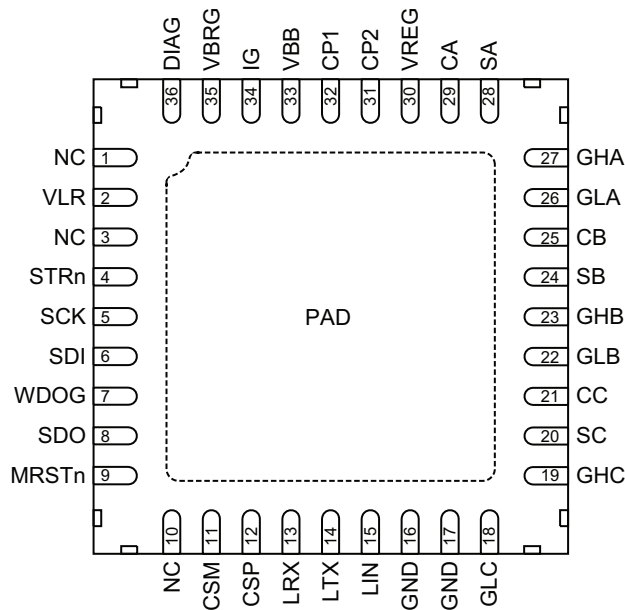 DIAG VBRG IG VBB CP1 CP2 VREG CA SA
36 35 34 33 32 31 30 29 28
NC 1 27 GHA
VLR 2 26 GLA
NC 3 25 CB
STRn 4 24 SB
SCK 5 23 GHB
PAD
SDI 6 22 GLB
WDOG 7 21 CC
SDO 8 20 SC
MRSTn 9 19 GHC
10 11 12 13 14 15 16 17 18
NC CSM CSP LRX LTX LIN GND GND GLC